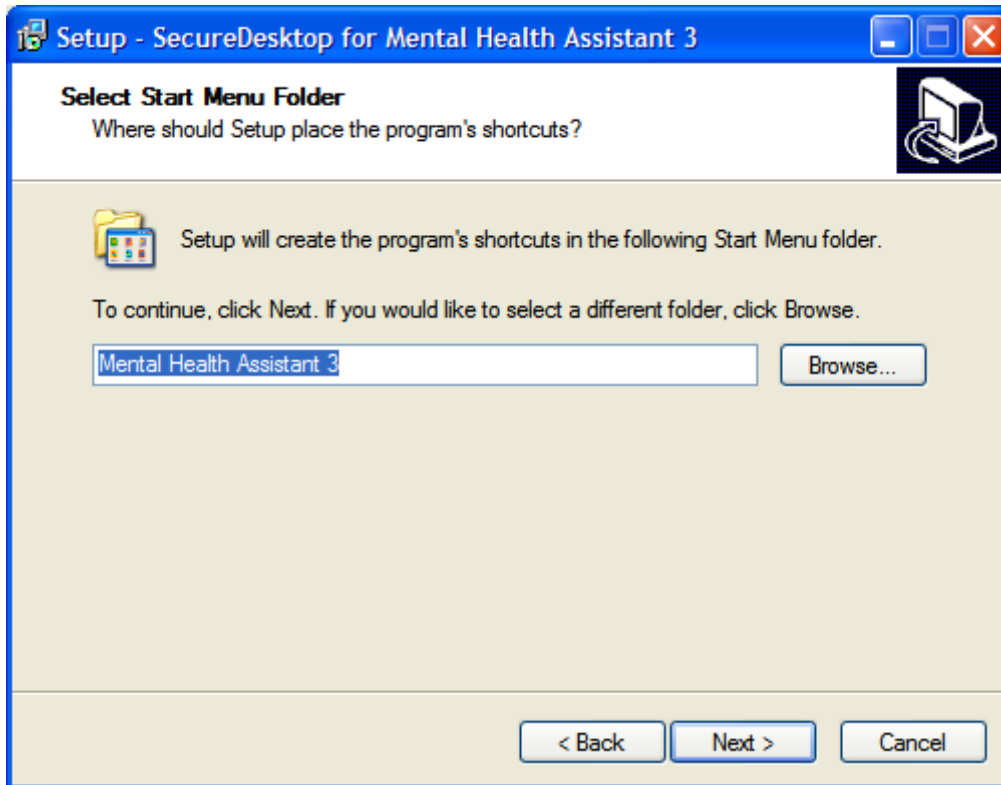 Setup - SecureDesktop for Mental Health Assistant 3
Select Start Menu Folder
Where should Setup place the program's shortcuts?
Setup will create the program's shortcuts in the following Start Menu folder.
To continue, click Next. If you would like to select a different folder, click Browse.
Mental Health Assistant 3
Browse...
< Back
Next >
Cancel